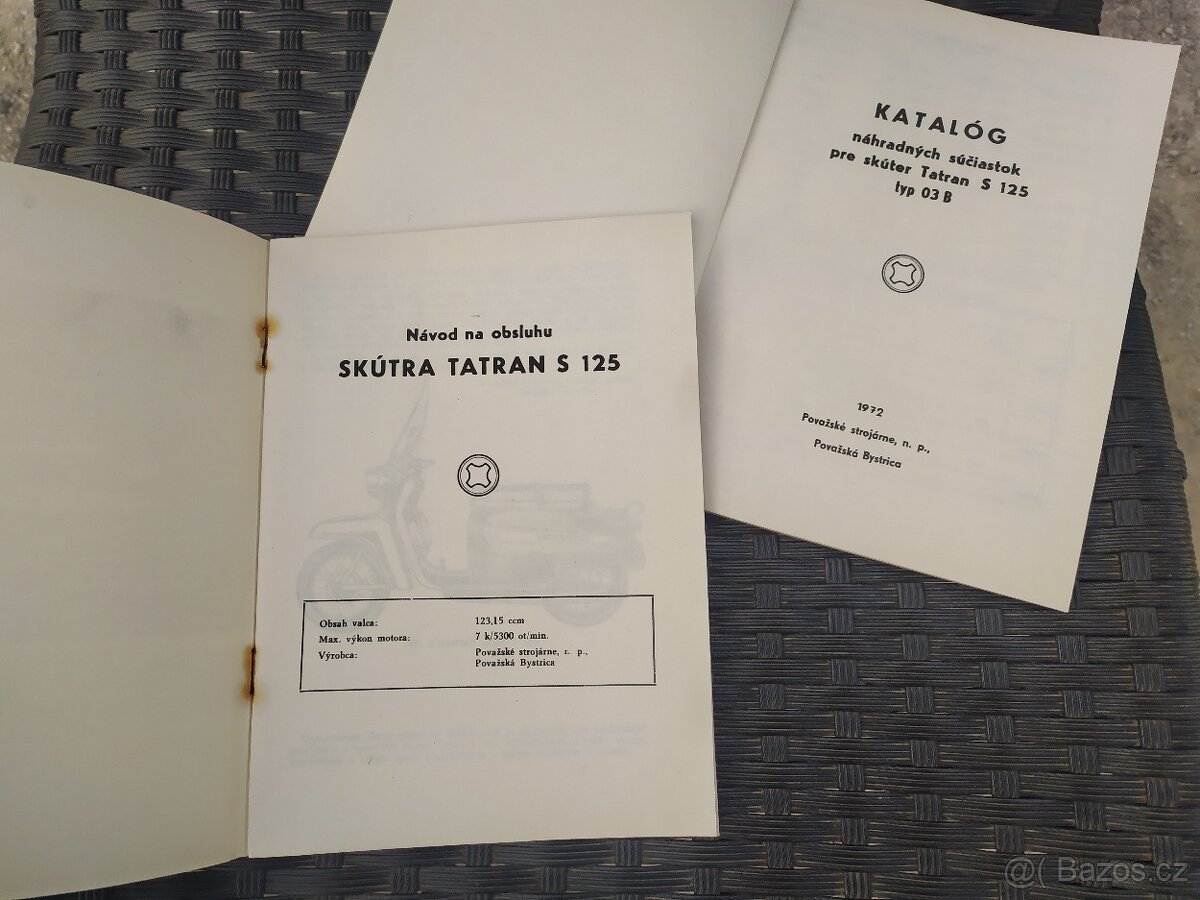 Návod na obsluhu
SKÚTRA TATRAN S 125
Obsah valca: 123,15 ccm
Max. výkon motora: 7 k/5300 ot/min.
Výrobca: Považské strojárne, n. p.,
Považská Bystrica
KATALÓG
náhradných súčiastok
pre skúter Tatran S 125
typ 03 B
1972
Považské strojárne, n. p.,
Považská Bystrica
@( Bazos.cz